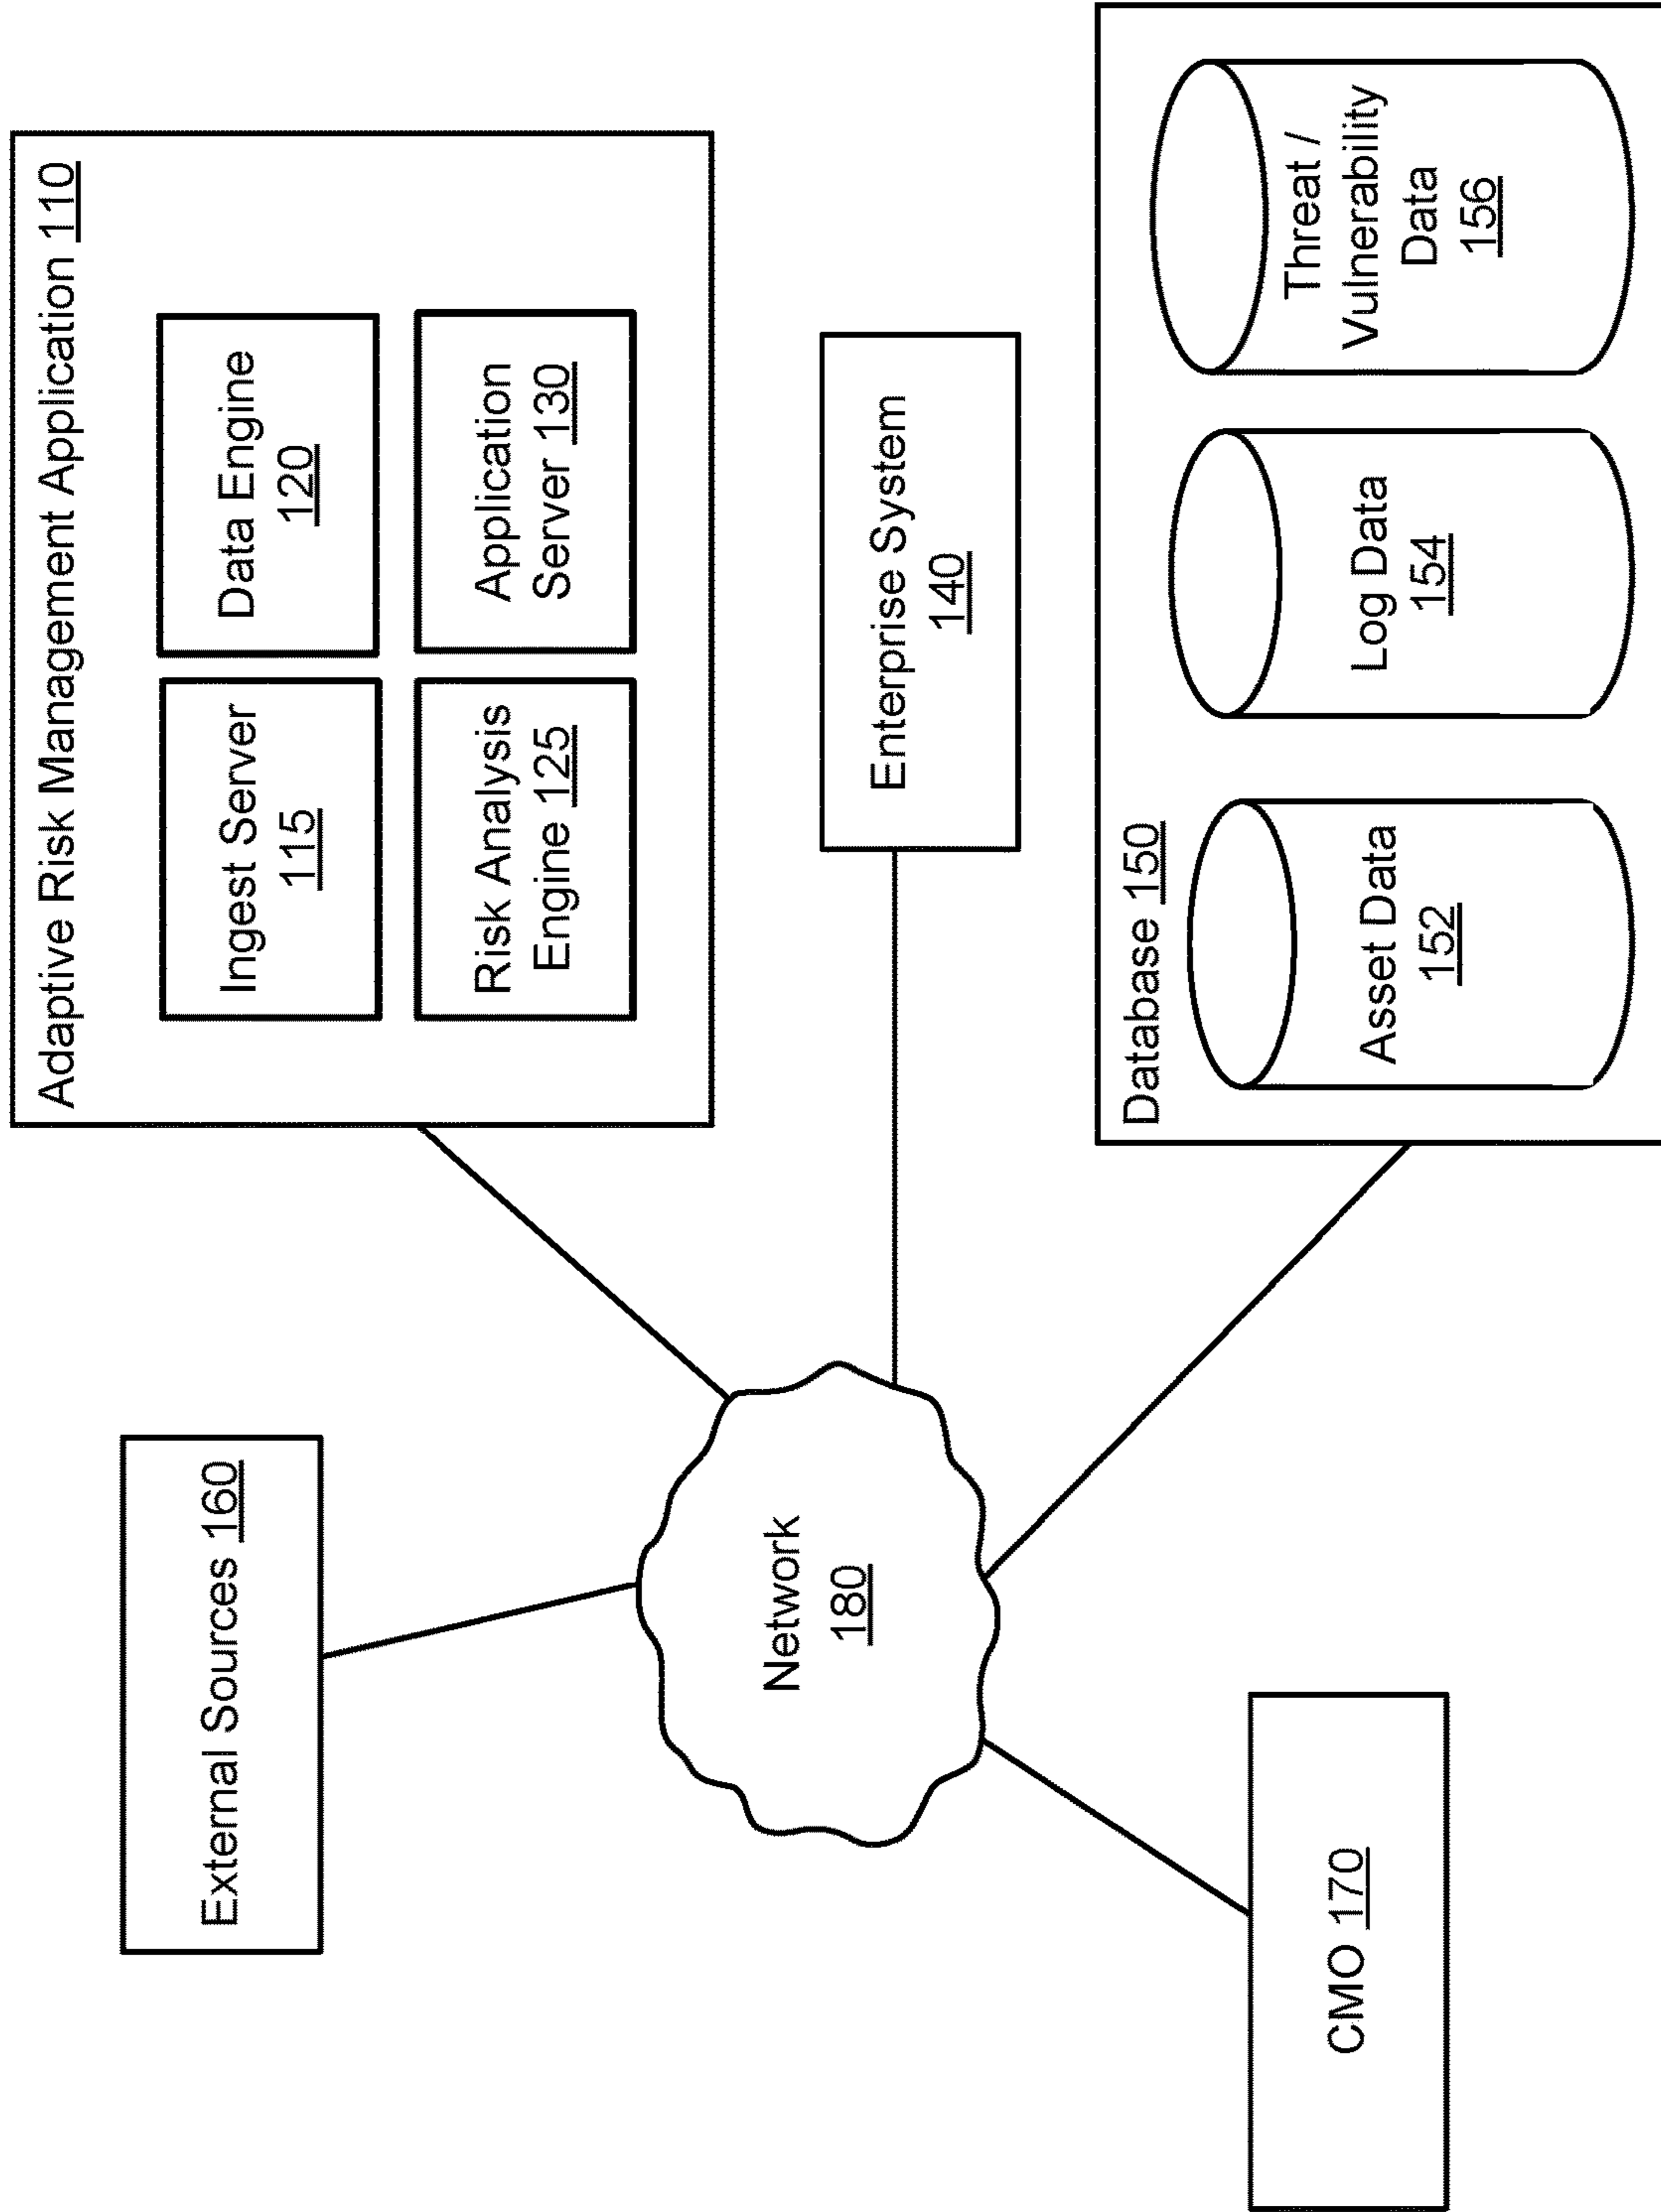 External Sources 160
Adaptive Risk Management Application 110
Ingest Server
115
Data Engine
120
Risk Analysis
Engine 125
Application
Server 130
Network
180
Enterprise System
140
CMO 170
Database 150
Asset Data
152
Log Data
154
Threat /
Vulnerability
Data
156